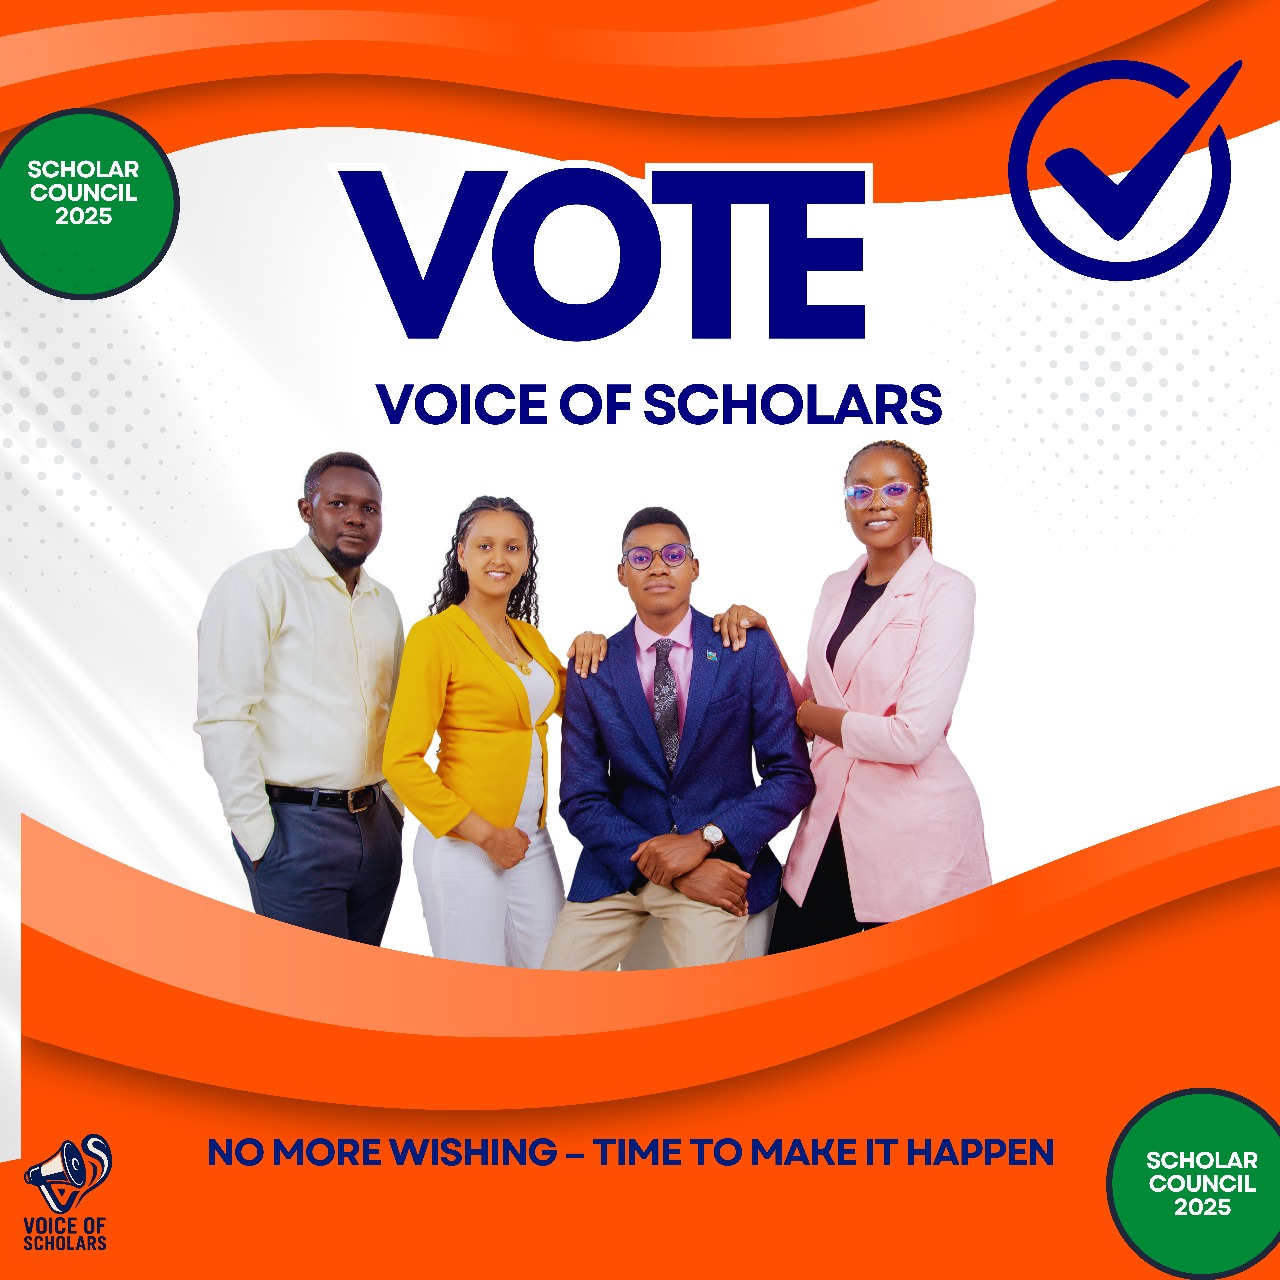 SCHOLAR
COUNCIL
2025
VOTE
VOICE OF SCHOLARS
NO MORE WISHING – TIME TO MAKE IT HAPPEN
VOICE OF
SCHOLARS
SCHOLAR
COUNCIL
2025